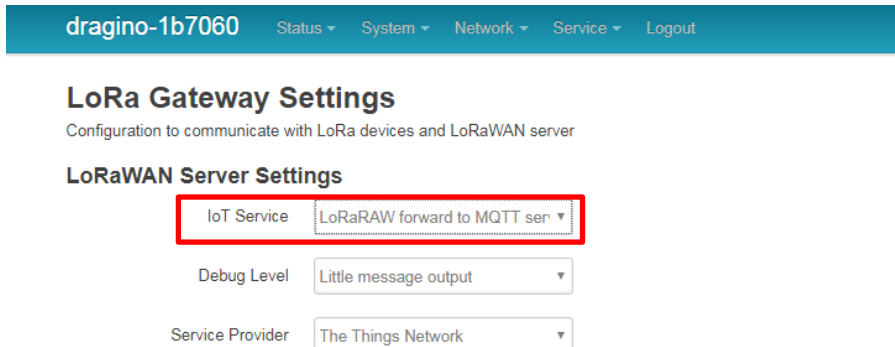 dragino-1b7060 Status System Network Service Logout
LoRa Gateway Settings
Configuration to communicate with LoRa devices and LoRaWAN server
LoRaWAN Server Settings
IoT Service LoRaRAW forward to MQTT ser
Debug Level Little message output
Service Provider The Things Network